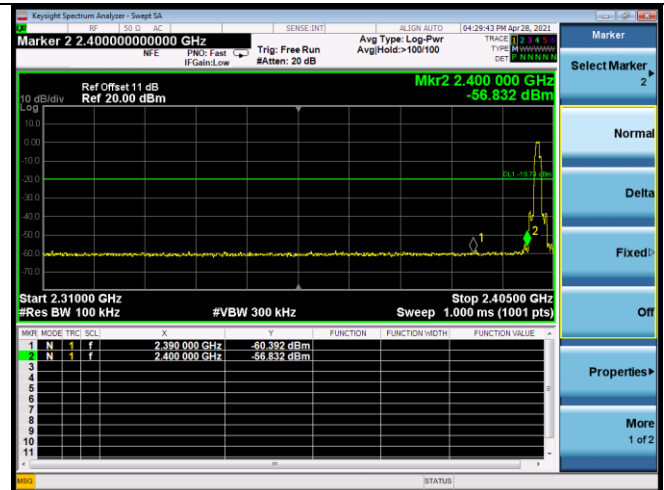 Keysight Spectrum Analyzer - Swept SA
RF 50 Ω AC SENSE:INT ALIGN AUTO 04:29:43 PM Apr 28, 2021
Marker 2 2.400000000000 GHz
NFE
PNO: Fast
IFGain:Low
Trig: Free Run
#Atten: 20 dB
Avg Type: Log-Pwr
Avg|Hold:>100/100
TRACE 1 2 3 4 5 6
TYPE M W W W W W
DET P N N N N N
Ref Offset 11 dB
10 dB/div Ref 20.00 dBm
Log
Mkr2 2.400 000 GHz
-56.832 dBm
10.0
0.00
-10.0
-20.0
-30.0
-40.0
-50.0
-60.0
-70.0
1
2
Start 2.31000 GHz Stop 2.40500 GHz
#Res BW 100 kHz #VBW 300 kHz Sweep 1.000 ms (1001 pts)
MKR MODE TRC SCL X Y FUNCTION FUNCTION WIDTH FUNCTION VALUE
1 N 1 f 2.390 000 GHz -60.392 dBm
2 N 1 f 2.400 000 GHz -56.832 dBm
3
4
5
6
7
8
9
10
11
MSG STATUS
Marker
Select Marker
2
Normal
Delta
Fixed
Off
Properties
More
1 of 2